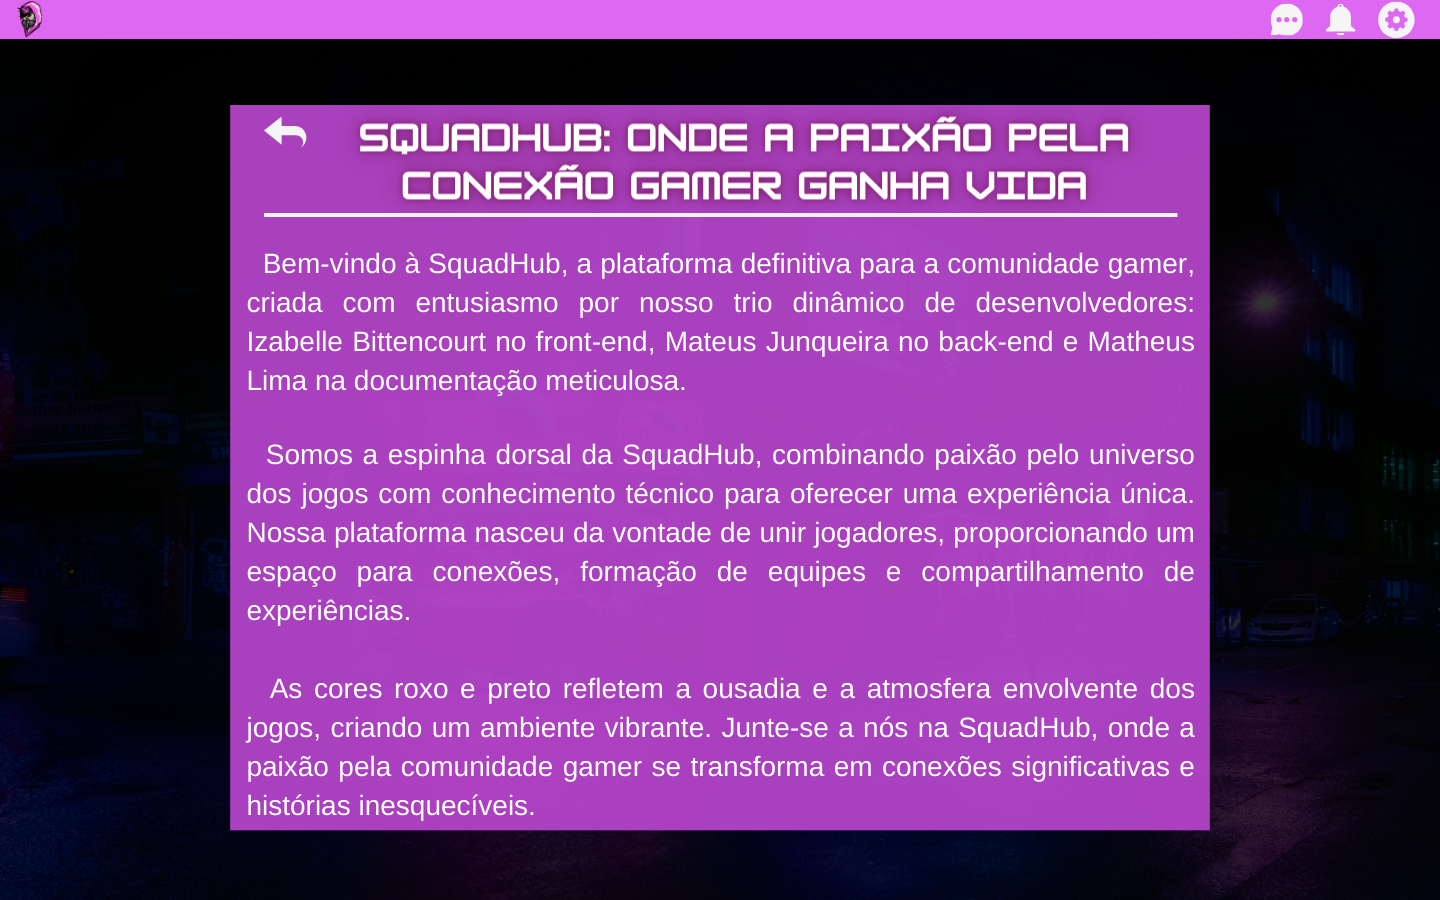 SQUADHUB: ONDE A PAIXÃO PELA
CONEXÃO GAMER GANHA VIDA
Bem-vindo à SquadHub, a plataforma definitiva para a comunidade gamer,
criada com entusiasmo por nosso trio dinâmico de desenvolvedores:
Izabelle Bittencourt no front-end, Mateus Junqueira no back-end e Matheus
Lima na documentação meticulosa.
Somos a espinha dorsal da SquadHub, combinando paixão pelo universo
dos jogos com conhecimento técnico para oferecer uma experiência única.
Nossa plataforma nasceu da vontade de unir jogadores, proporcionando um
espaço para conexões, formação de equipes e compartilhamento de
experiências.
As cores roxo e preto refletem a ousadia e a atmosfera envolvente dos
jogos, criando um ambiente vibrante. Junte-se a nós na SquadHub, onde a
paixão pela comunidade gamer se transforma em conexões significativas e
histórias inesquecíveis.